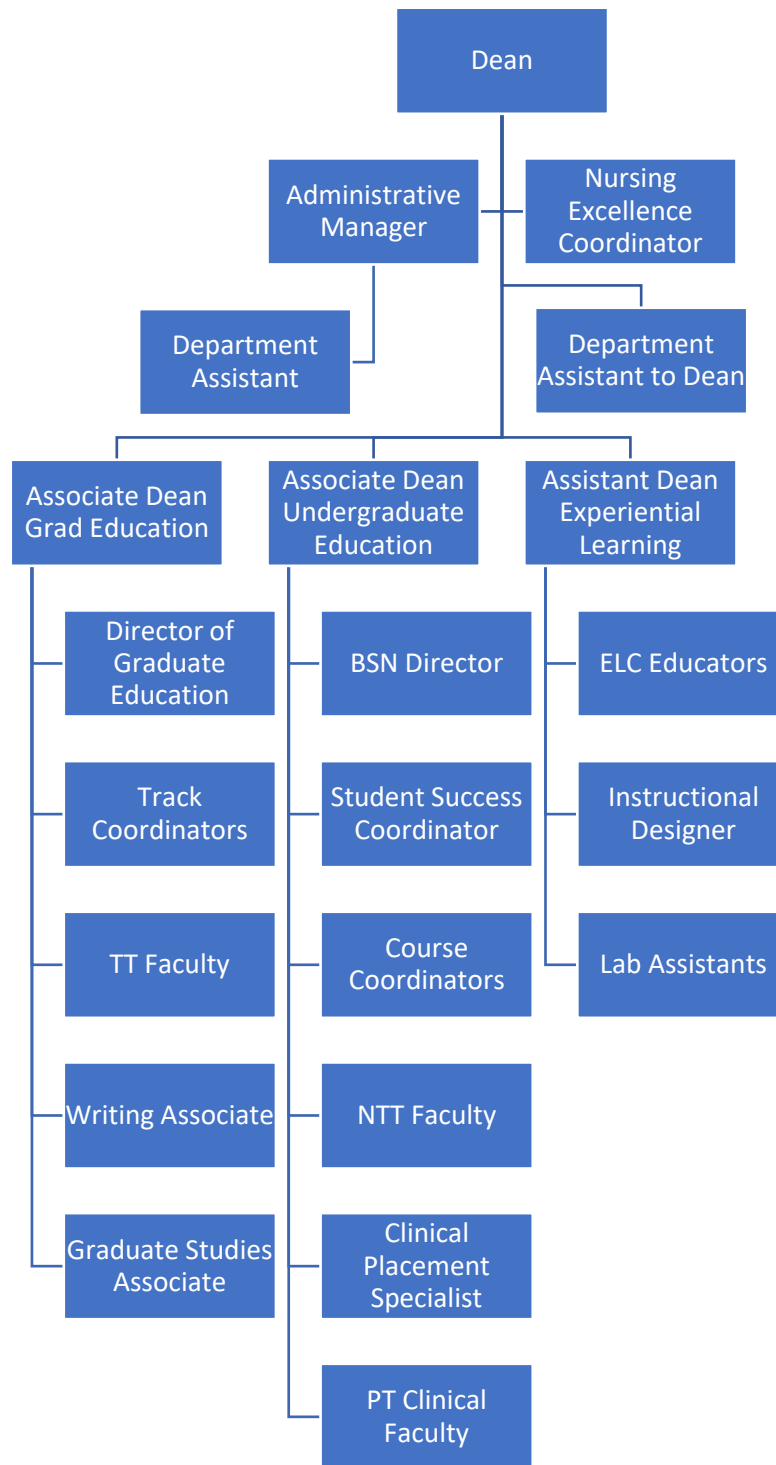 Dean
Administrative
Manager
Nursing
Excellence
Coordinator
Department
Assistant
Department
Assistant to Dean
Associate Dean
Grad Education
Associate Dean
Undergraduate
Education
Assistant Dean
Experiential
Learning
Director of
Graduate
Education
BSN Director
ELC Educators
Track
Coordinators
Student Success
Coordinator
Instructional
Designer
TT Faculty
Course
Coordinators
Lab Assistants
Writing Associate
NTT Faculty
Graduate Studies
Associate
Clinical
Placement
Specialist
PT Clinical
Faculty